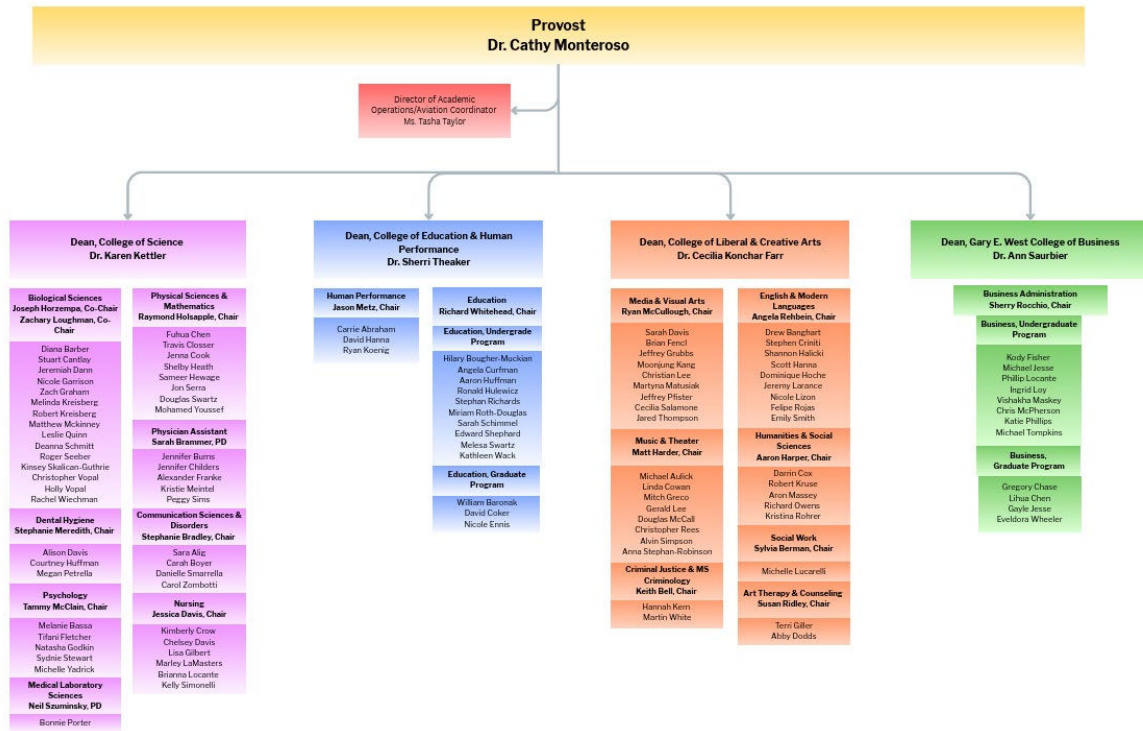 Provost
Dr. Cathy Monteroso
Director of Academic
Operations/Aviation Coordinator
Ms. Tasha Taylor
Dean, College of Science
Dr. Karen Kettler
Biological Sciences
Joseph Horzempa, Co-Chair
Zachary Loughman, Co-
Chair
Diana Barber
Stuart Cantlay
Jeremiah Dann
Nicole Garrison
Zach Graham
Melinda Kreisberg
Robert Kreisberg
Matthew Mckinney
Leslie Quinn
Deanna Schmitt
Roger Seeber
Kinsey Skalican-Guthrie
Christopher Vopal
Holly Vopal
Rachel Wiechman
Dental Hygiene
Stephanie Meredith, Chair
Alison Davis
Courtney Huffman
Megan Petrella
Psychology
Tammy McClain, Chair
Melanie Bassa
Tifani Fletcher
Natasha Godkin
Sydnie Stewart
Michelle Yadrick
Medical Laboratory
Sciences
Neil Szuminsky, PD
Bonnie Porter
Physical Sciences &
Mathematics
Raymond Holsapple, Chair
Fuhua Chen
Travis Closser
Jenna Cook
Shelby Heath
Sameer Hewage
Jon Serra
Douglas Swartz
Mohamed Youssef
Physician Assistant
Sarah Brammer, PD
Jennifer Burns
Jennifer Childers
Alexander Franke
Kristie Meintel
Peggy Sims
Communication Sciences &
Disorders
Stephanie Bradley, Chair
Sara Alig
Carah Boyer
Danielle Smarrella
Carol Zombotti
Nursing
Jessica Davis, Chair
Kimberly Crow
Chelsey Davis
Lisa Gilbert
Marley LaMasters
Brianna Locante
Kelly Simonelli
Dean, College of Education & Human
Performance
Dr. Sherri Theaker
Human Performance
Jason Metz, Chair
Carrie Abraham
David Hanna
Ryan Koenig
Education
Richard Whitehead, Chair
Education, Undergrade
Program
Hilary Bougher-Muckian
Angela Curfman
Aaron Huffman
Ronald Hulewicz
Stephan Richards
Miriam Roth-Douglas
Sarah Schimmel
Edward Shephard
Melesa Swartz
Kathleen Wack
Education, Graduate
Program
William Baronak
David Coker
Nicole Ennis
Dean, College of Liberal & Creative Arts
Dr. Cecilia Konchar Farr
Media & Visual Arts
Ryan McCullough, Chair
Sarah Davis
Brian Fencl
Jeffrey Grubbs
Moonjung Kang
Christian Lee
Martyna Matusiak
Jeffrey Pfister
Cecilia Salamone
Jared Thompson
Music & Theater
Matt Harder, Chair
Michael Aulick
Linda Cowan
Mitch Greco
Gerald Lee
Douglas McCall
Christopher Rees
Alvin Simpson
Anna Stephan-Robinson
Criminal Justice & MS
Criminology
Keith Bell, Chair
Hannah Kern
Martin White
English & Modern
Languages
Angela Rehbein, Chair
Drew Banghart
Stephen Criniti
Shannon Halicki
Scott Hanna
Dominique Hoche
Jeremy Larance
Nicole Lizon
Felipe Rojas
Emily Smith
Humanities & Social
Sciences
Aaron Harper, Chair
Darrin Cox
Robert Kruse
Aron Massey
Richard Owens
Kristina Rohrer
Social Work
Sylvia Berman, Chair
Michelle Lucarelli
Art Therapy & Counseling
Susan Ridley, Chair
Terri Giller
Abby Dodds
Dean, Gary E. West College of Business
Dr. Ann Saurbier
Business Administration
Sherry Rocchio, Chair
Business, Undergraduate
Program
Kody Fisher
Michael Jesse
Phillip Locante
Ingrid Loy
Vishakha Maskey
Chris McPherson
Katie Phillips
Michael Tompkins
Business,
Graduate Program
Gregory Chase
Lihua Chen
Gayle Jesse
Eveldora Wheeler